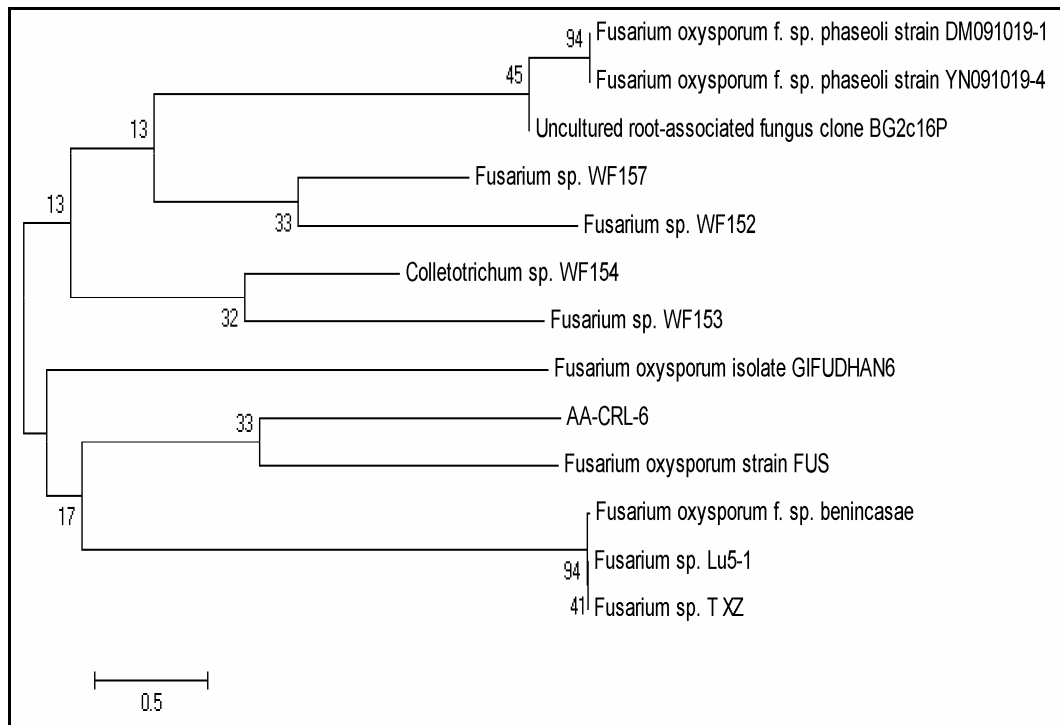 94
Fusarium oxysporum f. sp. phaseoli strain DM091019-1
45
Fusarium oxysporum f. sp. phaseoli strain YN091019-4
13
Uncultured root-associated fungus clone BG2c16P
Fusarium sp. WF157
13
33
Fusarium sp. WF152
Colletotrichum sp. WF154
32
Fusarium sp. WF153
Fusarium oxysporum isolate GIFUDHAN6
33
AA-CRL-6
Fusarium oxysporum strain FUS
17
Fusarium oxysporum f. sp. benincasae
Fusarium sp. Lu5-1
94
41
Fusarium sp. T XZ
0.5